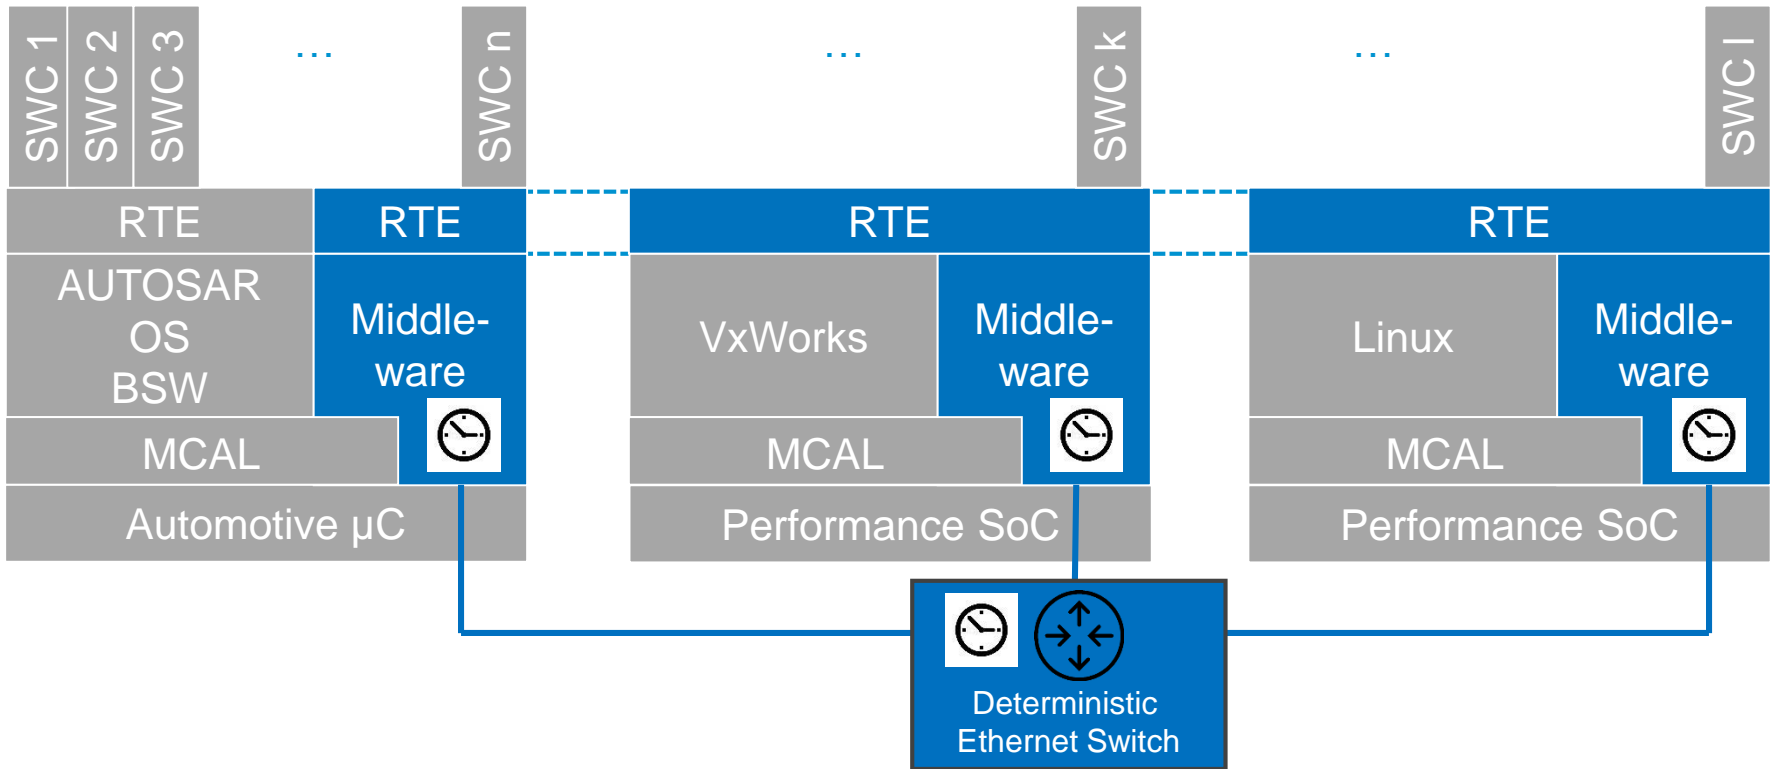 SWC 1
SWC 2
SWC 3
...
SWC n
...
SWC k
...
SWC l
RTE
RTE
RTE
RTE
AUTOSAR
OS
BSW
Middle-
ware
VxWorks
Middle-
ware
Linux
Middle-
ware
MCAL
MCAL
MCAL
Automotive µC
Performance SoC
Performance SoC
Deterministic
Ethernet Switch